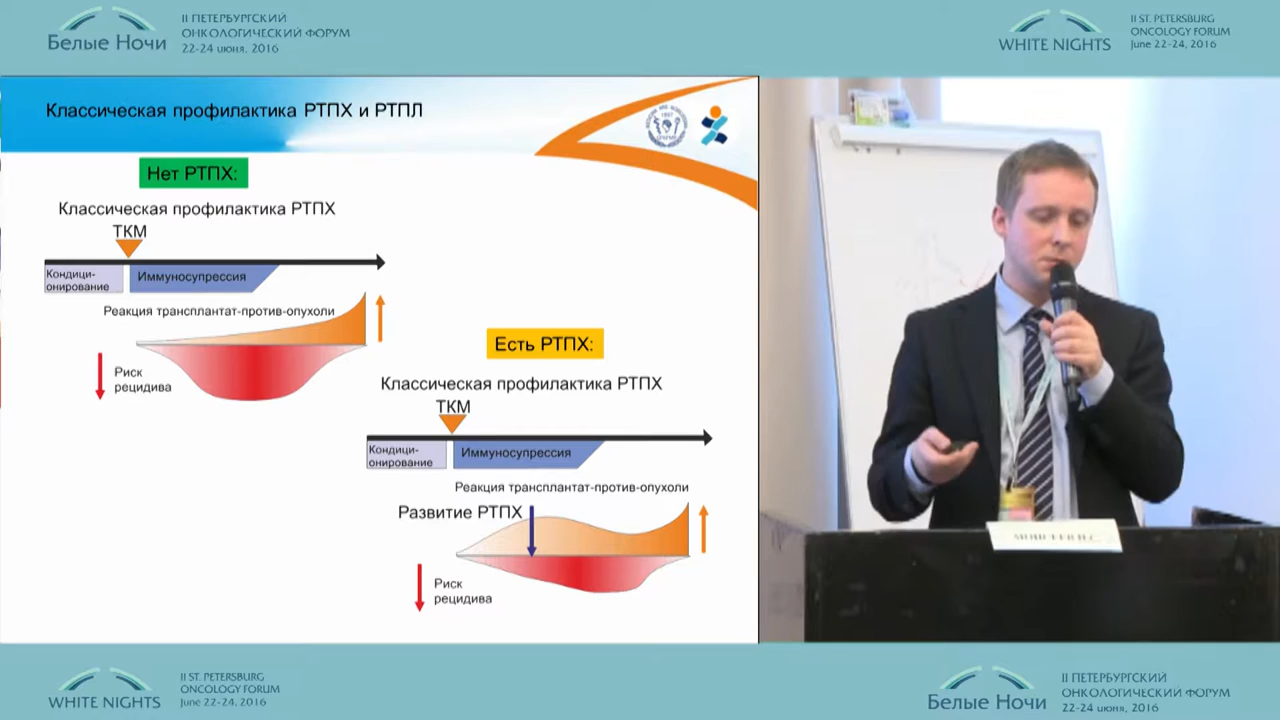 Белые Ночи
II ПЕТЕРБУРГСКИЙ
ОНКОЛОГИЧЕСКИЙ ФОРУМ
22-24 июня, 2016
WHITE NIGHTS
II ST. PETERSBURG
ONCOLOGY FORUM
June 22-24, 2016
Классическая профилактика РТПХ и РТПЛ
Нет РТПХ:
Классическая профилактика РТПХ
ТКМ
Кондици-
онирование
Иммуносупрессия
Реакция трансплантат-против-опухоли
Риск
рецидива
Есть РТПХ:
Классическая профилактика РТПХ
ТКМ
Кондици-
онирование
Иммуносупрессия
Реакция трансплантат-против-опухоли
Развитие РТПХ
Риск
рецидива
WHITE NIGHTS
II ST. PETERSBURG
ONCOLOGY FORUM
June 22-24, 2016
Белые Ночи
II ПЕТЕРБУРГСКИЙ
ОНКОЛОГИЧЕСКИЙ ФОРУМ
22-24 июня, 2016